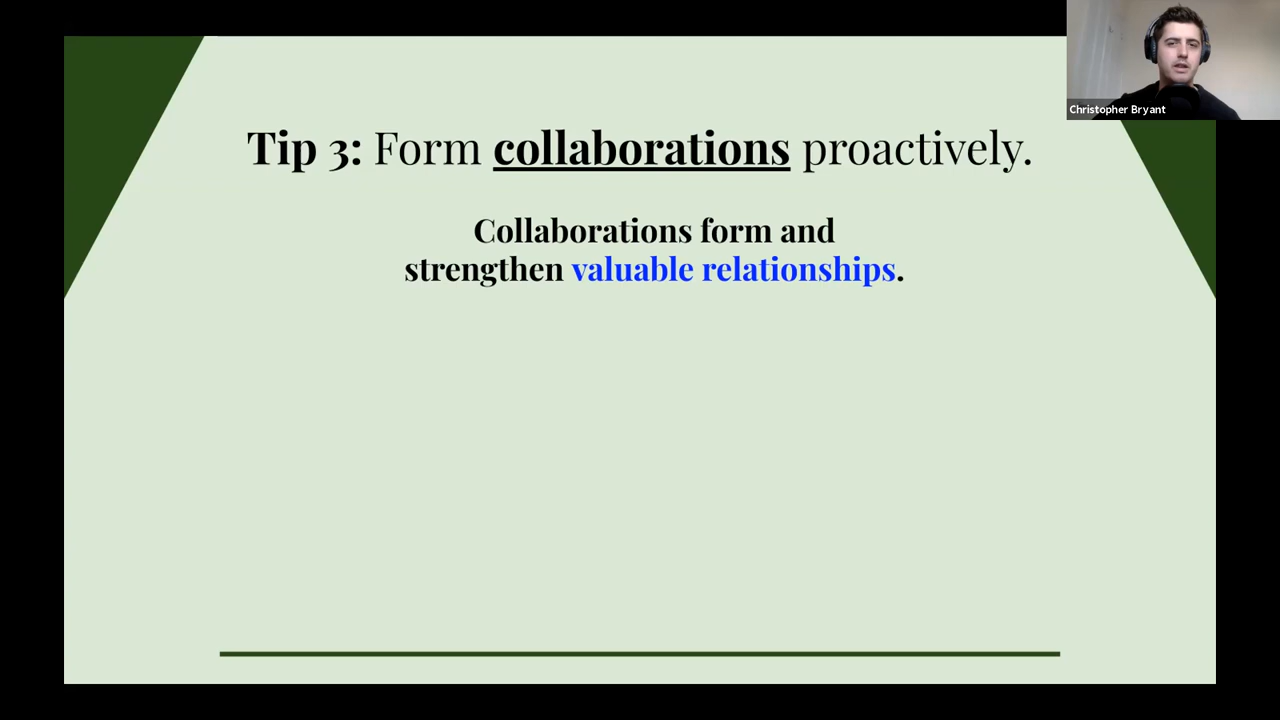 Christopher Bryant
Tip 3: Form collaborations proactively.
Collaborations form and
strengthen valuable relationships.